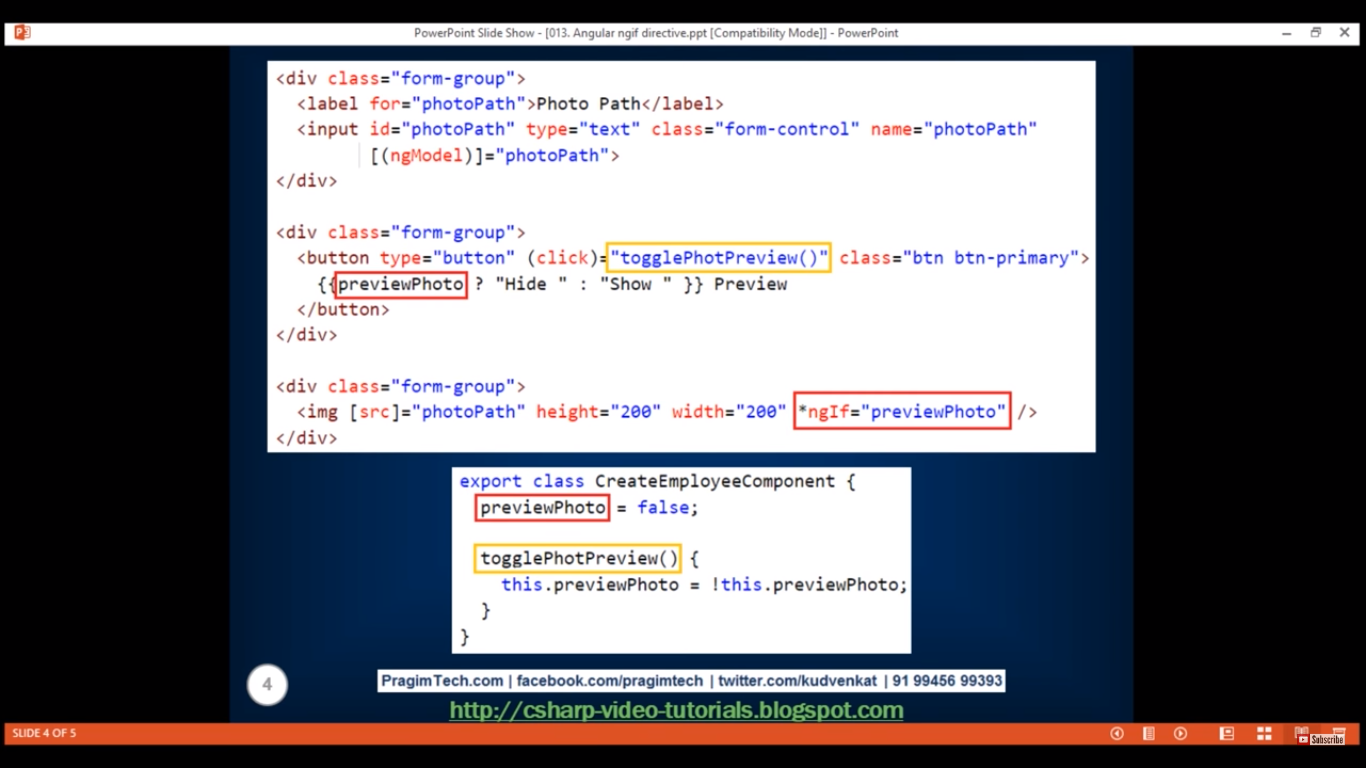 PowerPoint Slide Show - [013. Angular ngif directive.ppt [Compatibility Mode]] - PowerPoint
<div class="form-group">
<label for="photoPath">Photo Path</label>
<input id="photoPath" type="text" class="form-control" name="photoPath"
[(ngModel)]="photoPath">
</div>
<div class="form-group">
<button type="button" (click)="togglePhotPreview()" class="btn btn-primary">
{{previewPhoto ? "Hide " : "Show " }} Preview
</button>
</div>
<div class="form-group">
<img [src]="photoPath" height="200" width="200" *ngIf="previewPhoto" />
</div>
export class CreateEmployeeComponent {
previewPhoto = false;
togglePhotPreview() {
this.previewPhoto = !this.previewPhoto;
}
}
4
PragimTech.com | facebook.com/pragimtech | twitter.com/kudvenkat | 91 99456 99393
http://csharp-video-tutorials.blogspot.com
SLIDE 4 OF 5
Subscribe